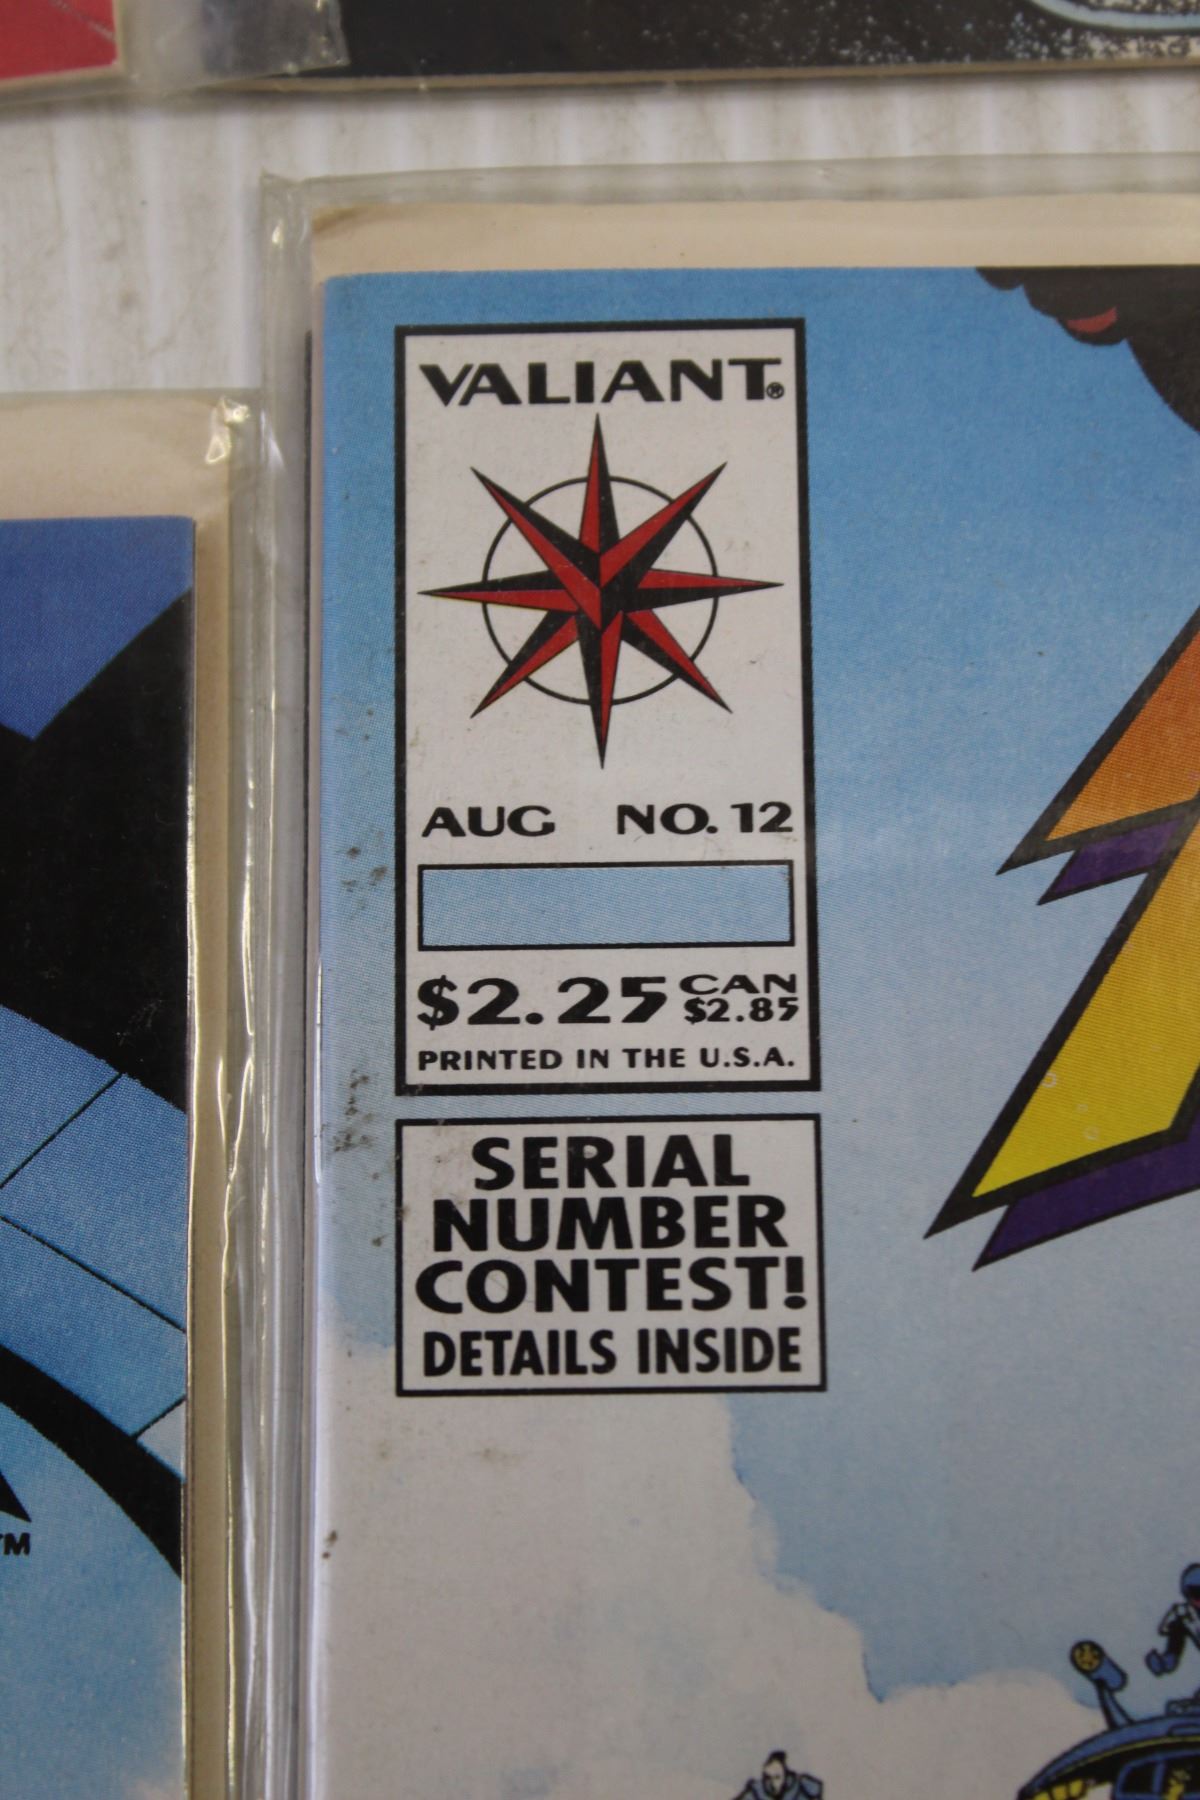 VALIANT®
AUG NO. 12
$2.25 CAN $2.85
PRINTED IN THE U.S.A.
SERIAL
NUMBER
CONTEST!
DETAILS INSIDE
TM